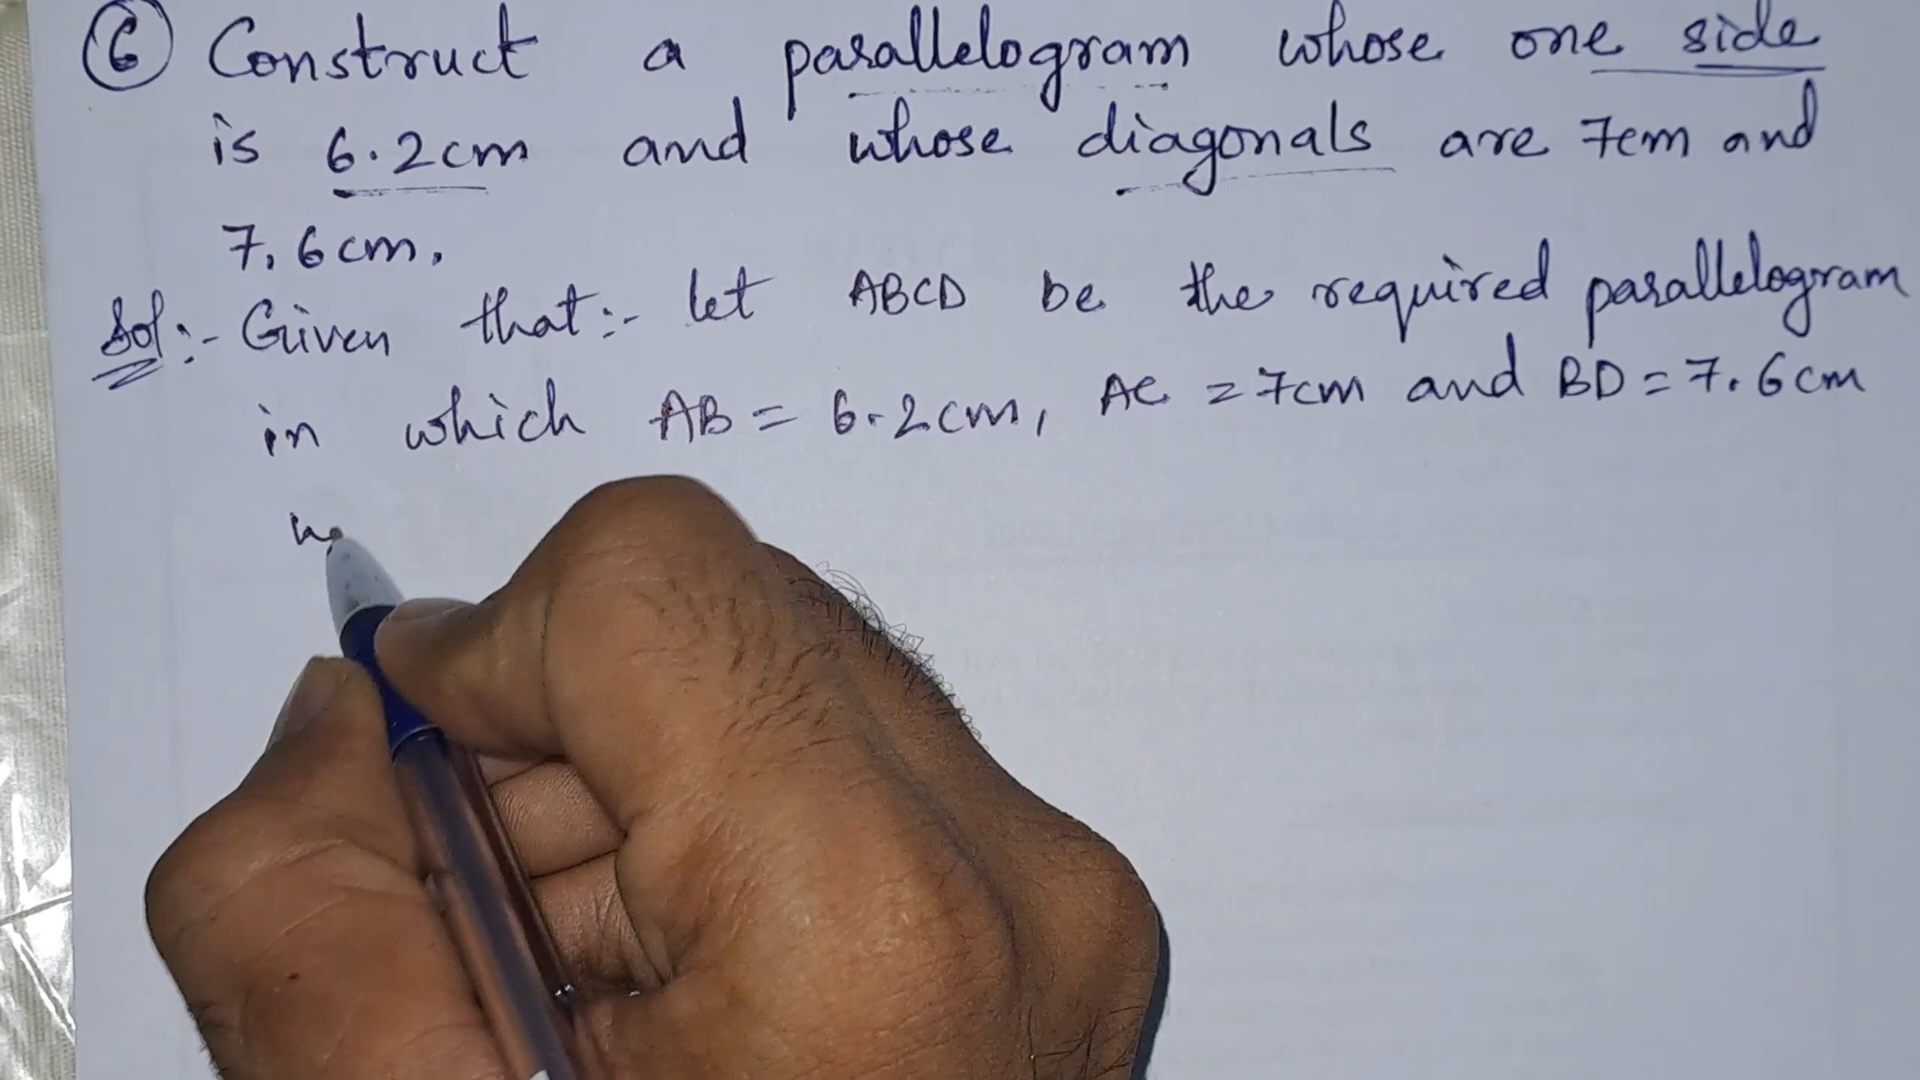 6 Construct a parallelogram whose one side
is 6.2cm and whose diagonals are 7cm and
7.6cm.
Sol:- Given that:- let ABCD be the required parallelogram
in which AB = 6.2cm, AC = 7cm and BD = 7.6cm